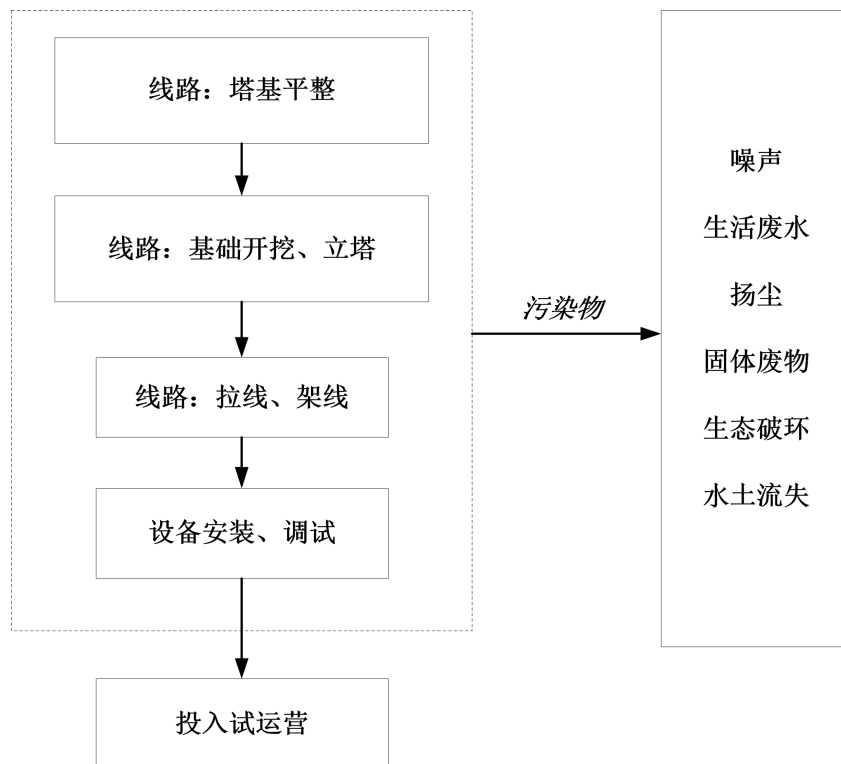 线路：塔基平整
线路：基础开挖、立塔
线路：拉线、架线
设备安装、调试
投入试运营
污染物
噪声
生活废水
扬尘
固体废物
生态破环
水土流失